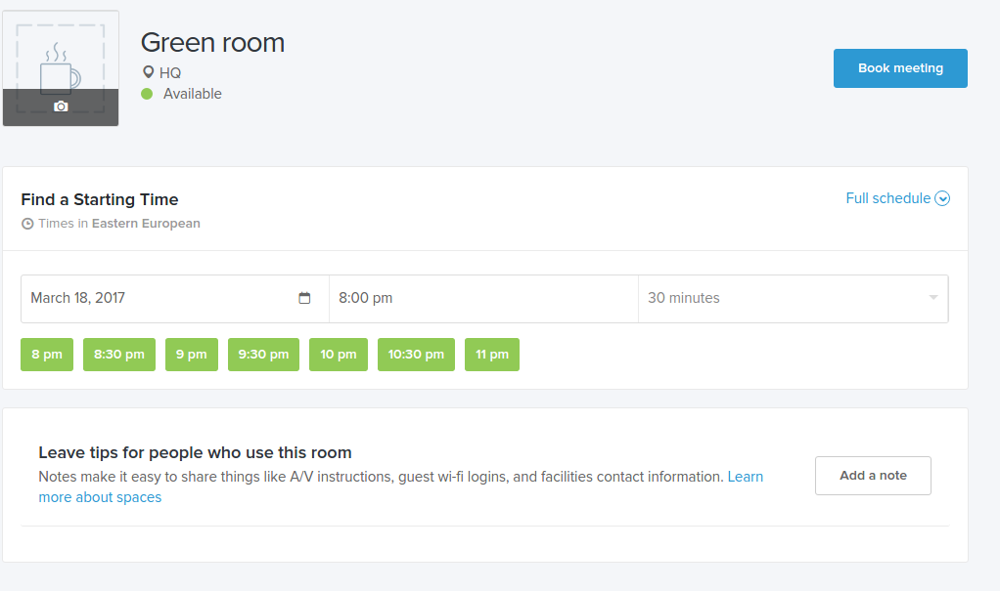 Green room
HQ
Available
Book meeting
Find a Starting Time
Full schedule
Times in Eastern European
March 18, 2017
8:00 pm
30 minutes
8 pm 8:30 pm 9 pm 9:30 pm 10 pm 10:30 pm 11 pm
Leave tips for people who use this room
Notes make it easy to share things like A/V instructions, guest wi-fi logins, and facilities contact information. Learn
more about spaces
Add a note